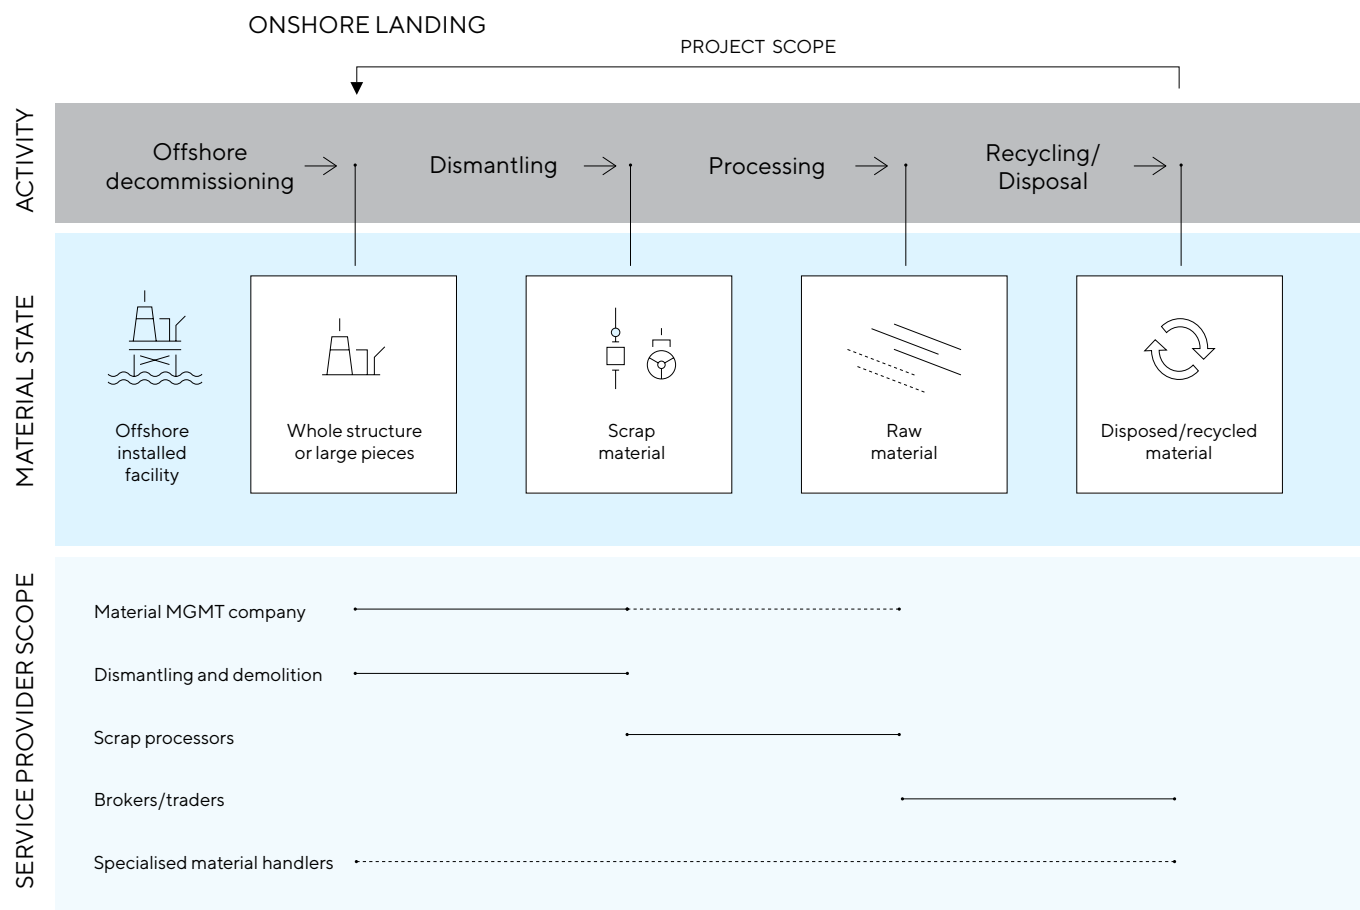 ONSHORE LANDING
PROJECT SCOPE
ACTIVITY
Offshore
decommissioning
Dismantling
Processing
Recycling/
Disposal
MATERIAL STATE
Offshore
installed
facility
Whole structure
or large pieces
Scrap
material
Raw
material
Disposed/recycled
material
SERVICE PROVIDER SCOPE
Material MGMT company
Dismantling and demolition
Scrap processors
Brokers/traders
Specialised material handlers